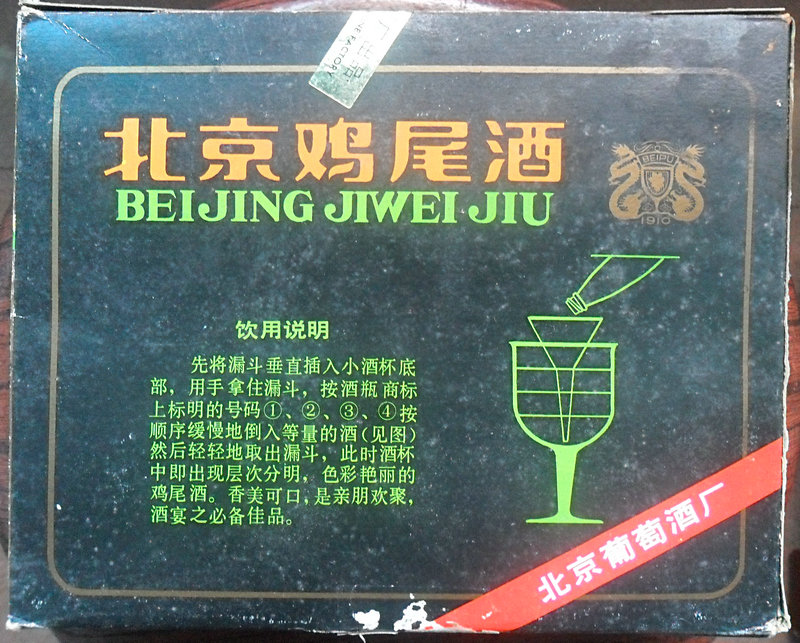 厂出品
NEFACTORY
北京鸡尾酒
BEIJING JIWEI JIU
BEIPU
1910
饮用说明
先将漏斗垂直插入小酒杯底
部，用手拿住漏斗，按酒瓶商标
上标明的号码①、②、③、④按
顺序缓慢地倒入等量的酒(见图)
然后轻轻地取出漏斗，此时酒杯
中即出现层次分明，色彩艳丽的
鸡尾酒。香美可口，是亲朋欢聚，
酒宴之必备佳品。
北京葡萄酒厂